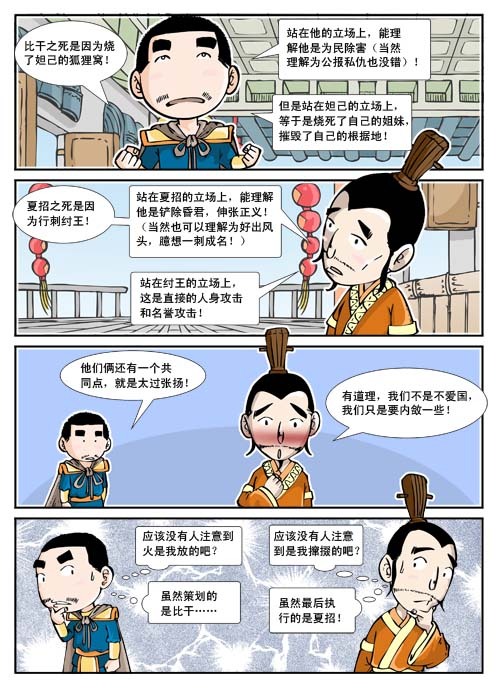 比干之死是因为烧
了妲己的狐狸窝！
站在他的立场上，能理
解他是为民除害（当然
理解为公报私仇也没错）！
但是站在妲己的立场上，
等于是烧死了自己的姐妹，
摧毁了自己的根据地！
夏招之死是因
为行刺纣王！
站在夏招的立场上，能理解
他是铲除昏君，伸张正义！
（当然也可以理解为好出风
头，臆想一刺成名！）
站在纣王的立场上，
这是直接的人身攻击
和名誉攻击！
他们俩还有一个共
同点，就是太过张扬！
有道理，我们不是不爱国，
我们只是要内敛一些！
应该没有人注意到
火是我放的吧？
虽然策划的
是比干……
应该没有人注意到
是我撺掇的吧？
虽然最后执
行的是夏招！